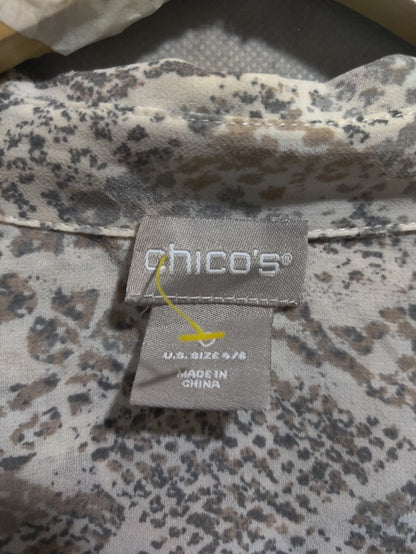 chico's®
U.S. SIZE 4/6
MADE IN
CHINA